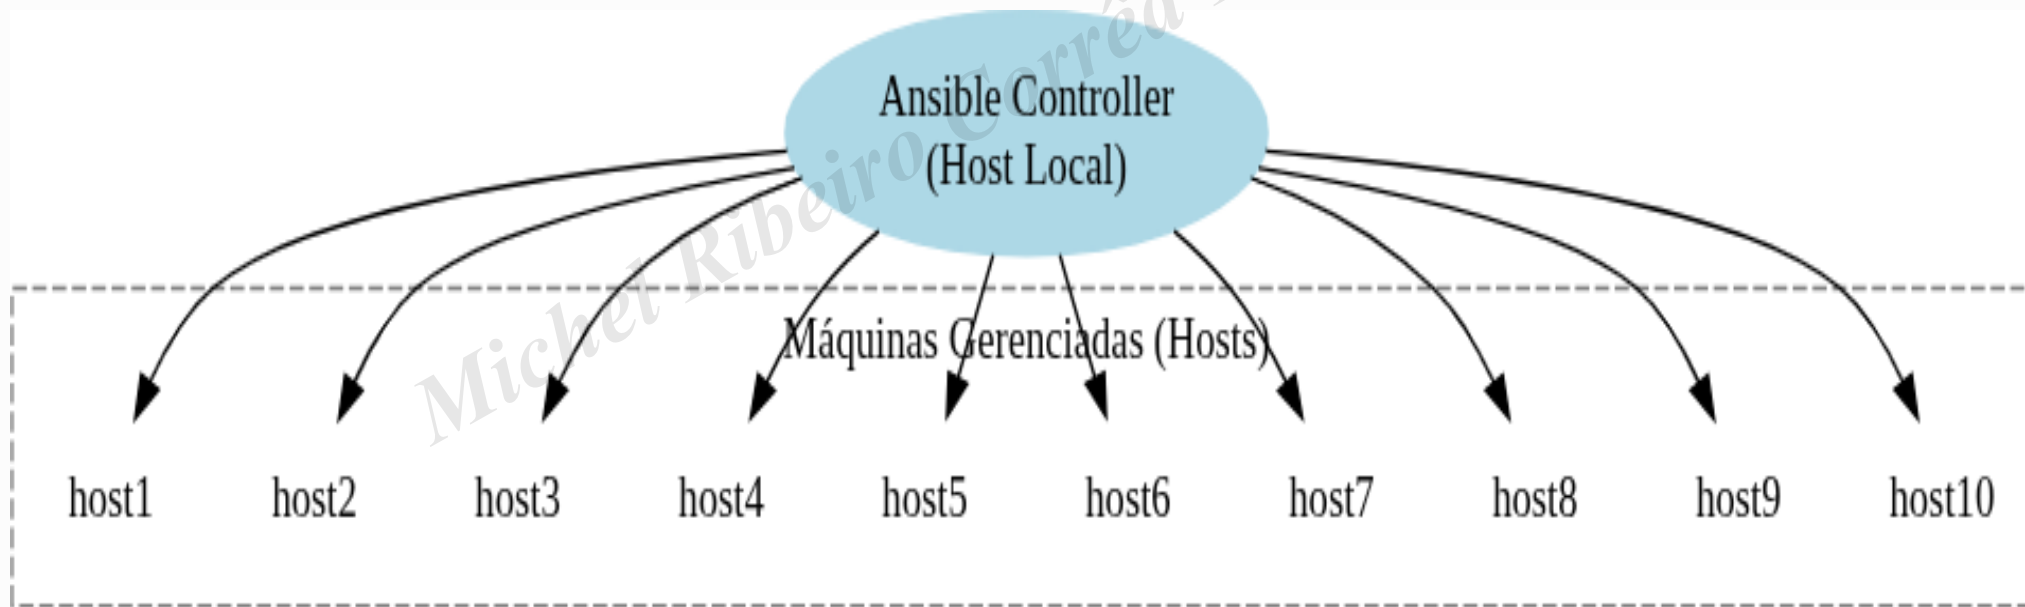 Ansible Controller
(Host Local)
Máquinas Gerenciadas (Hosts)
host1 host2 host3 host4 host5 host6 host7 host8 host9 host10
Michel Ribeiro Corrêa